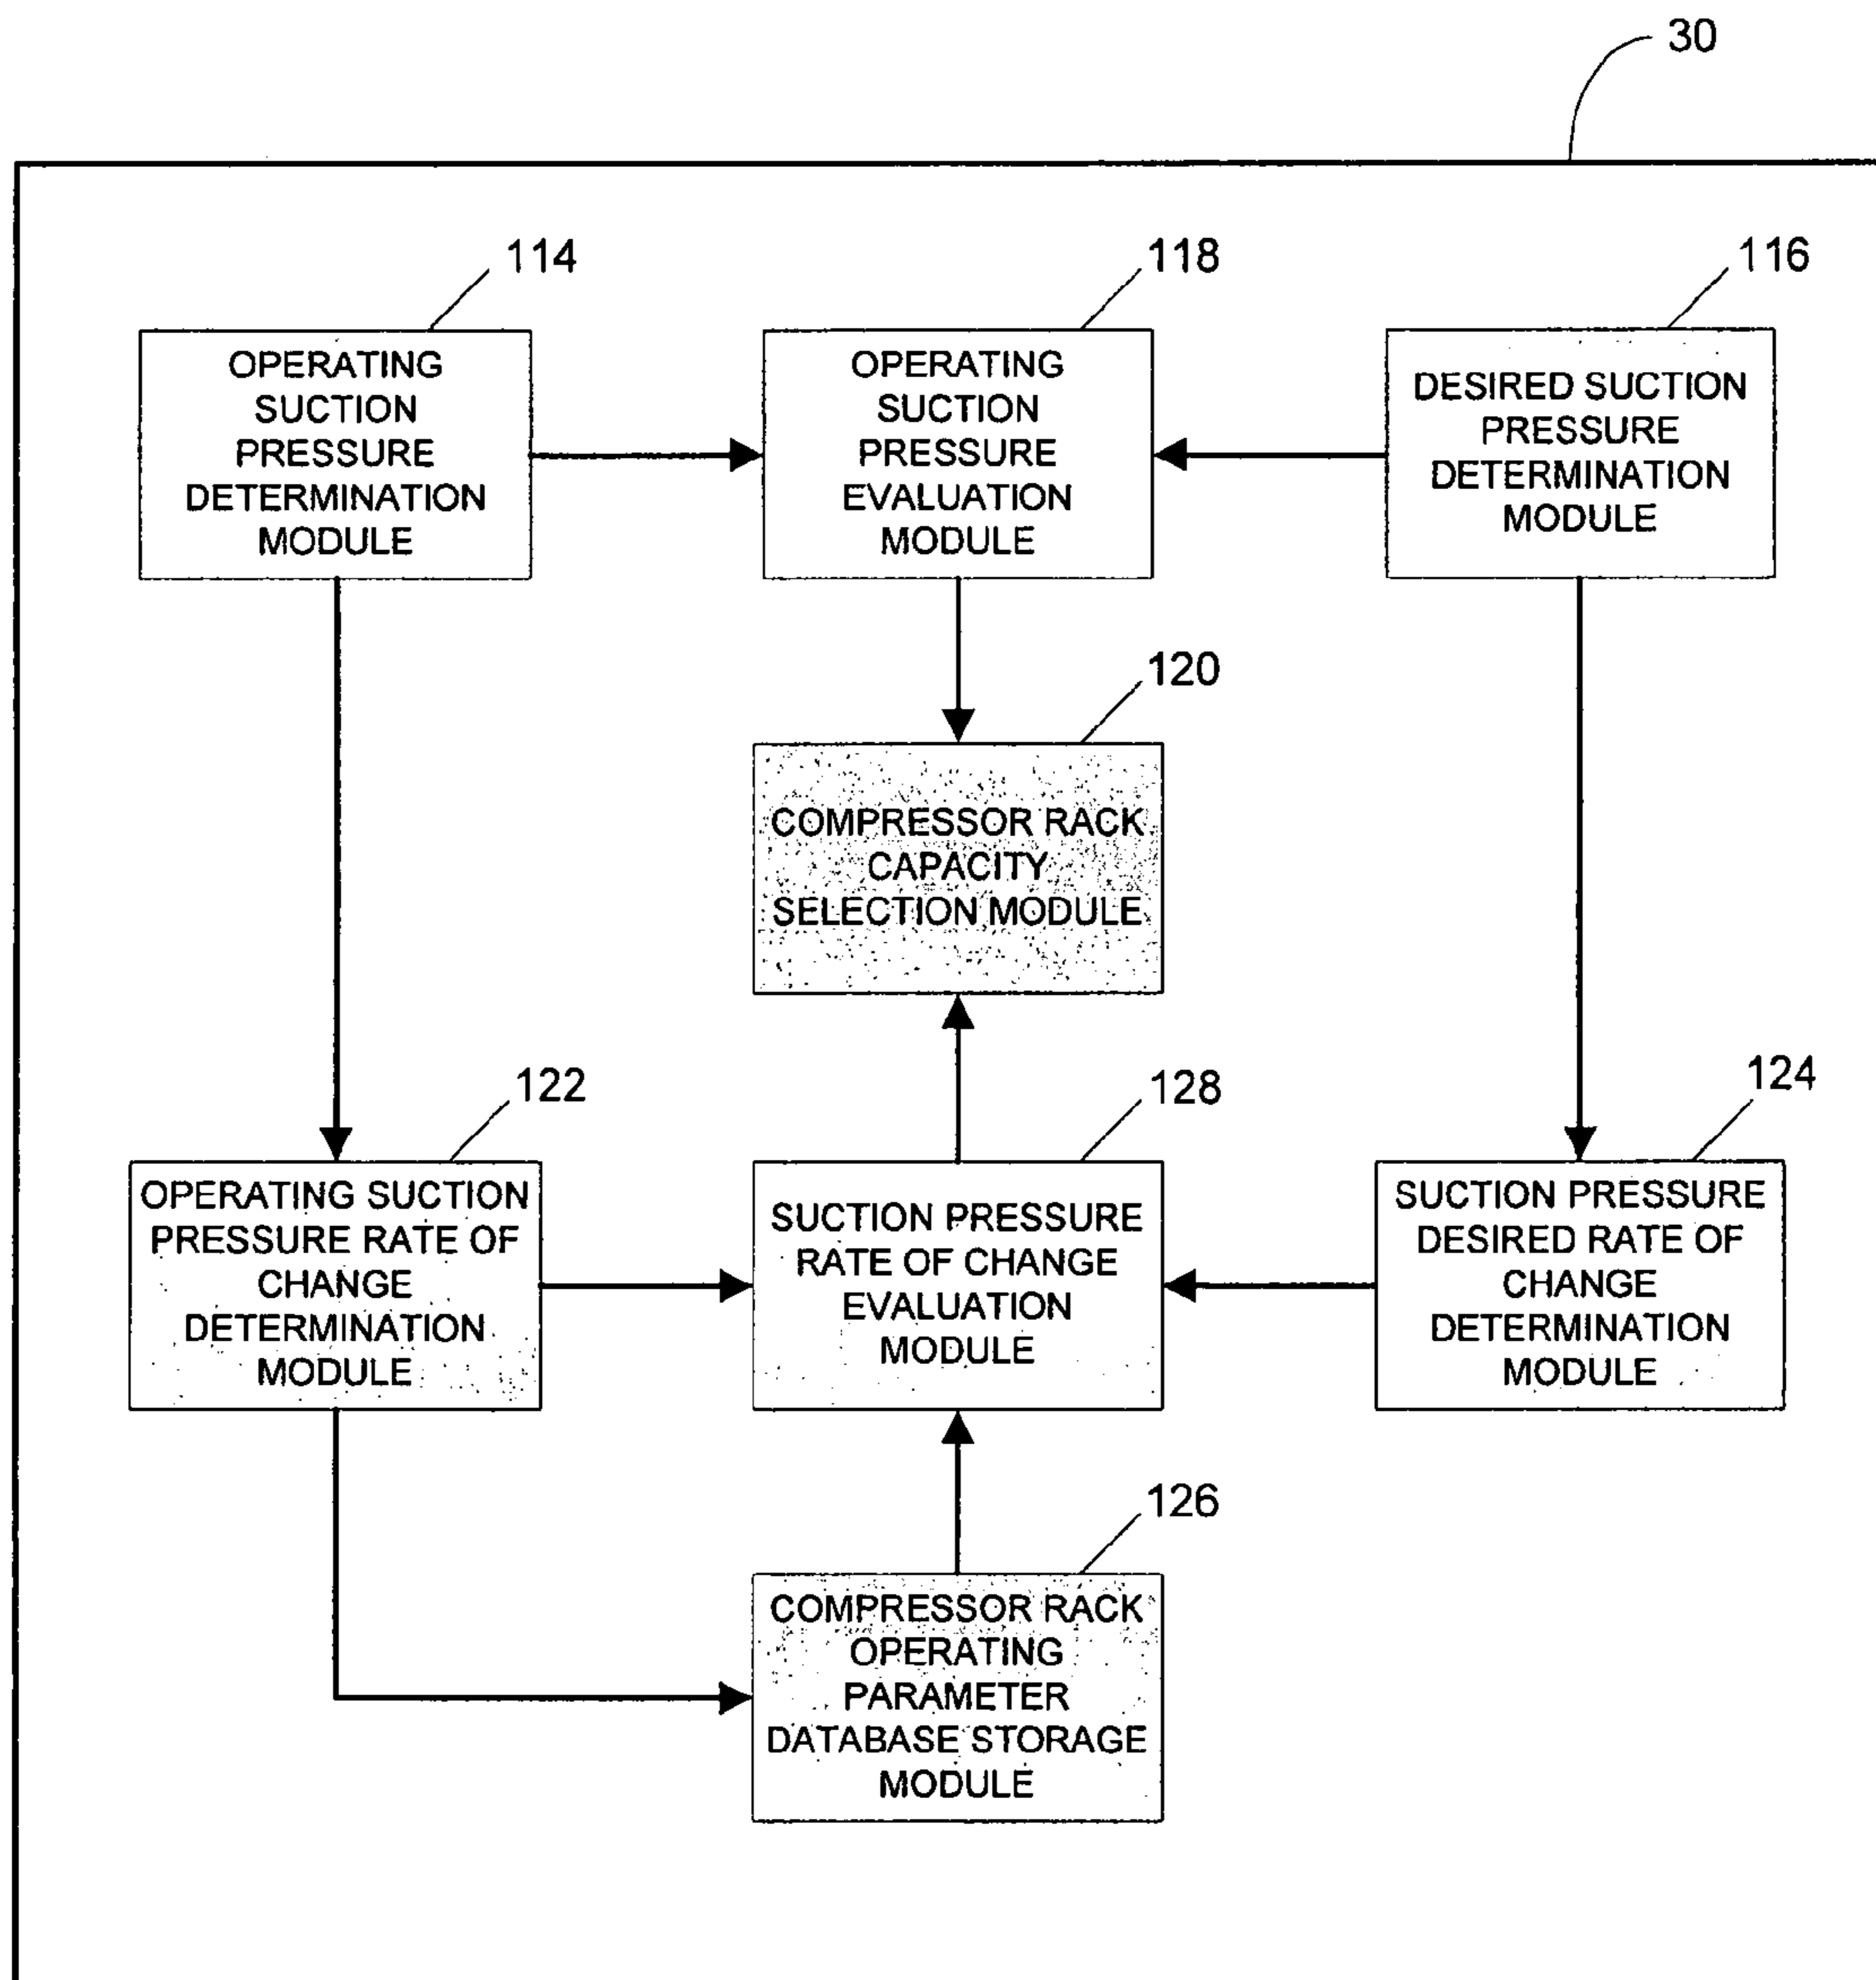 30
114
118
116
OPERATING
SUCTION
PRESSURE
DETERMINATION
MODULE
OPERATING
SUCTION
PRESSURE
EVALUATION
MODULE
DESIRED SUCTION
PRESSURE
DETERMINATION
MODULE
120
COMPRESSOR RACK
CAPACITY
SELECTION MODULE
122
128
124
OPERATING SUCTION
PRESSURE RATE OF
CHANGE
DETERMINATION
MODULE
SUCTION PRESSURE
RATE OF CHANGE
EVALUATION
MODULE
SUCTION PRESSURE
DESIRED RATE OF
CHANGE
DETERMINATION
MODULE
126
COMPRESSOR RACK
OPERATING
PARAMETER
DATABASE STORAGE
MODULE